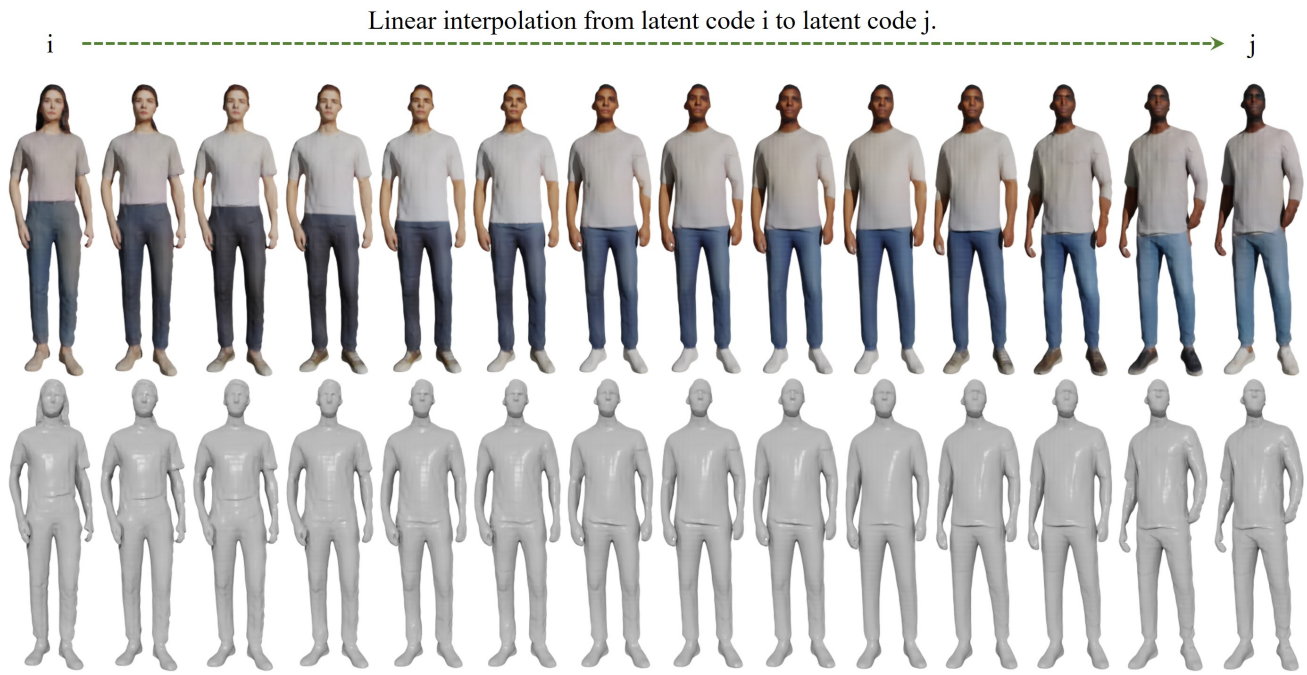 Linear interpolation from latent code i to latent code j.
i
j